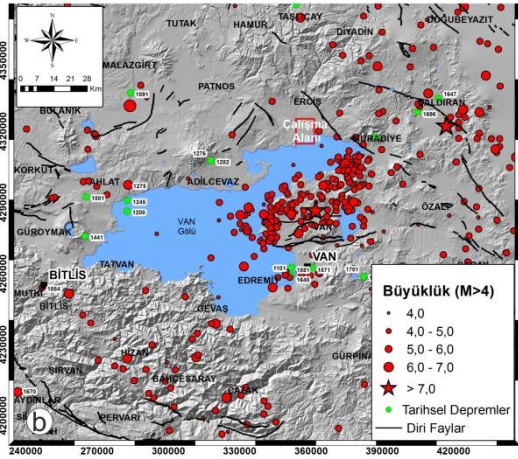 TUTAK
HAMUR
TAŞLIÇAY
DOĞUBEYAZIT
DİYADİN
N
W
E
S
MALAZGİRT
0 7 14 21 28
Km
PATNOS
1891
1647
ERCİŞ
ÇALDIRAN
1696
BULANIK
Çalışma
Alanı
MURADİYE
1276
1282
KORKUT
AHLAT
1275
ADİLCEVAZ
1881
1245
1208
VAN
Gölü
VAN
ÖZALP
GÜROYMAK
1441
TATVAN
BİTLİS
VAN
1101
1881
1871
1648
1701
EDREMİT
MUTKİ
1884
BİTLİS
GEVAŞ
HİZAN
GÜRPINAR
ŞİRVAN
BAHÇESARAY
ÇATAK
1670
AYDINLAR
PERVARİ
Büyüklük (M>4)
4,0
4,0 - 5,0
5,0 - 6,0
6,0 - 7,0
> 7,0
Tarihsel Depremler
Diri Faylar
b
4350000
4320000
4290000
4260000
4230000
4200000
240000 270000 300000 330000 360000 390000 420000